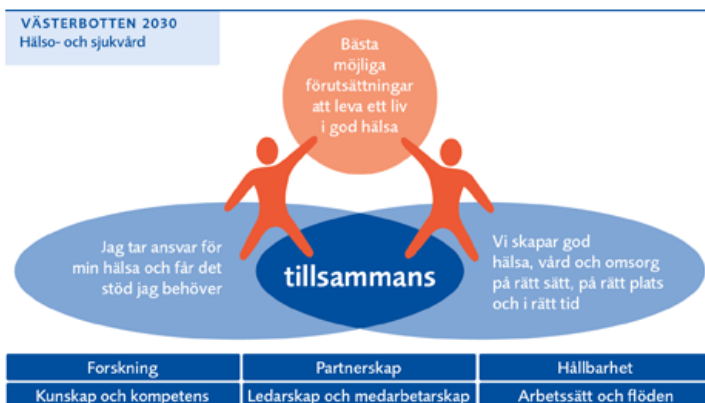 VÄSTERBOTTEN 2030
Hälso- och sjukvård
Bästa
möjliga
förutsättningar
att leva ett liv
i god hälsa
Jag tar ansvar för
min hälsa och får det
stöd jag behöver
tillsammans
Vi skapar god
hälsa, vård och omsorg
på rätt sätt, på rätt plats
och i rätt tid
Forskning Partnerskap Hållbarhet
Kunskap och kompetens Ledarskap och medarbetarskap Arbetssätt och flöden